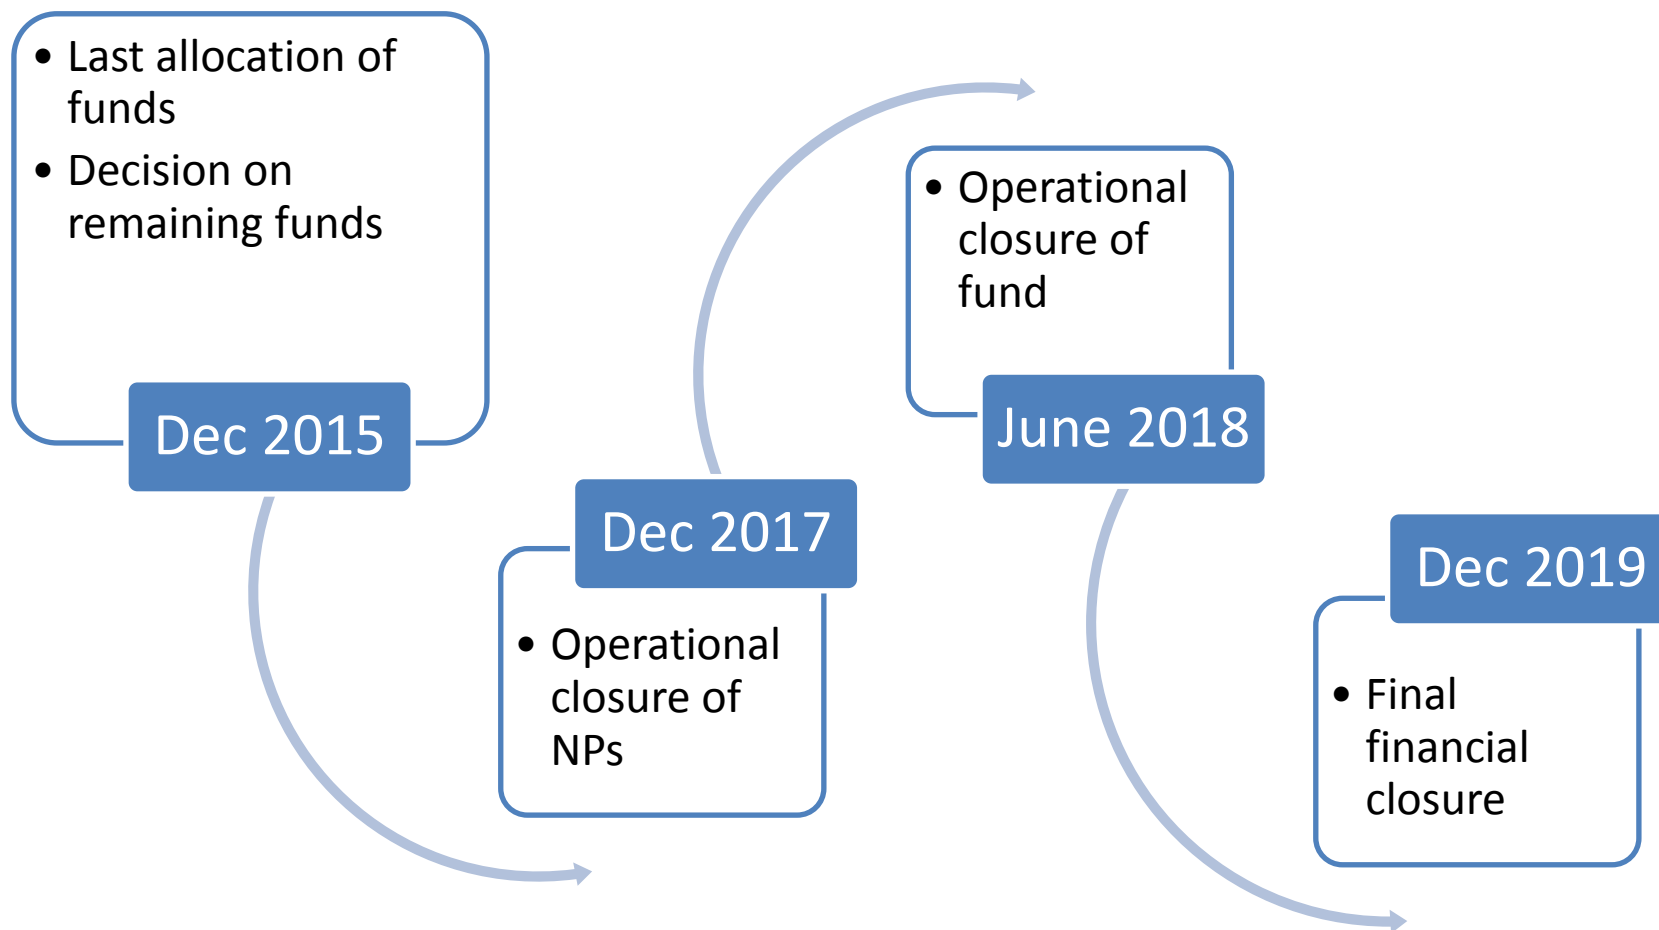 • Last allocation of
funds
• Decision on
remaining funds
Dec 2015
Dec 2017
• Operational
closure of
NPs
• Operational
closure of
fund
June 2018
Dec 2019
• Final
financial
closure